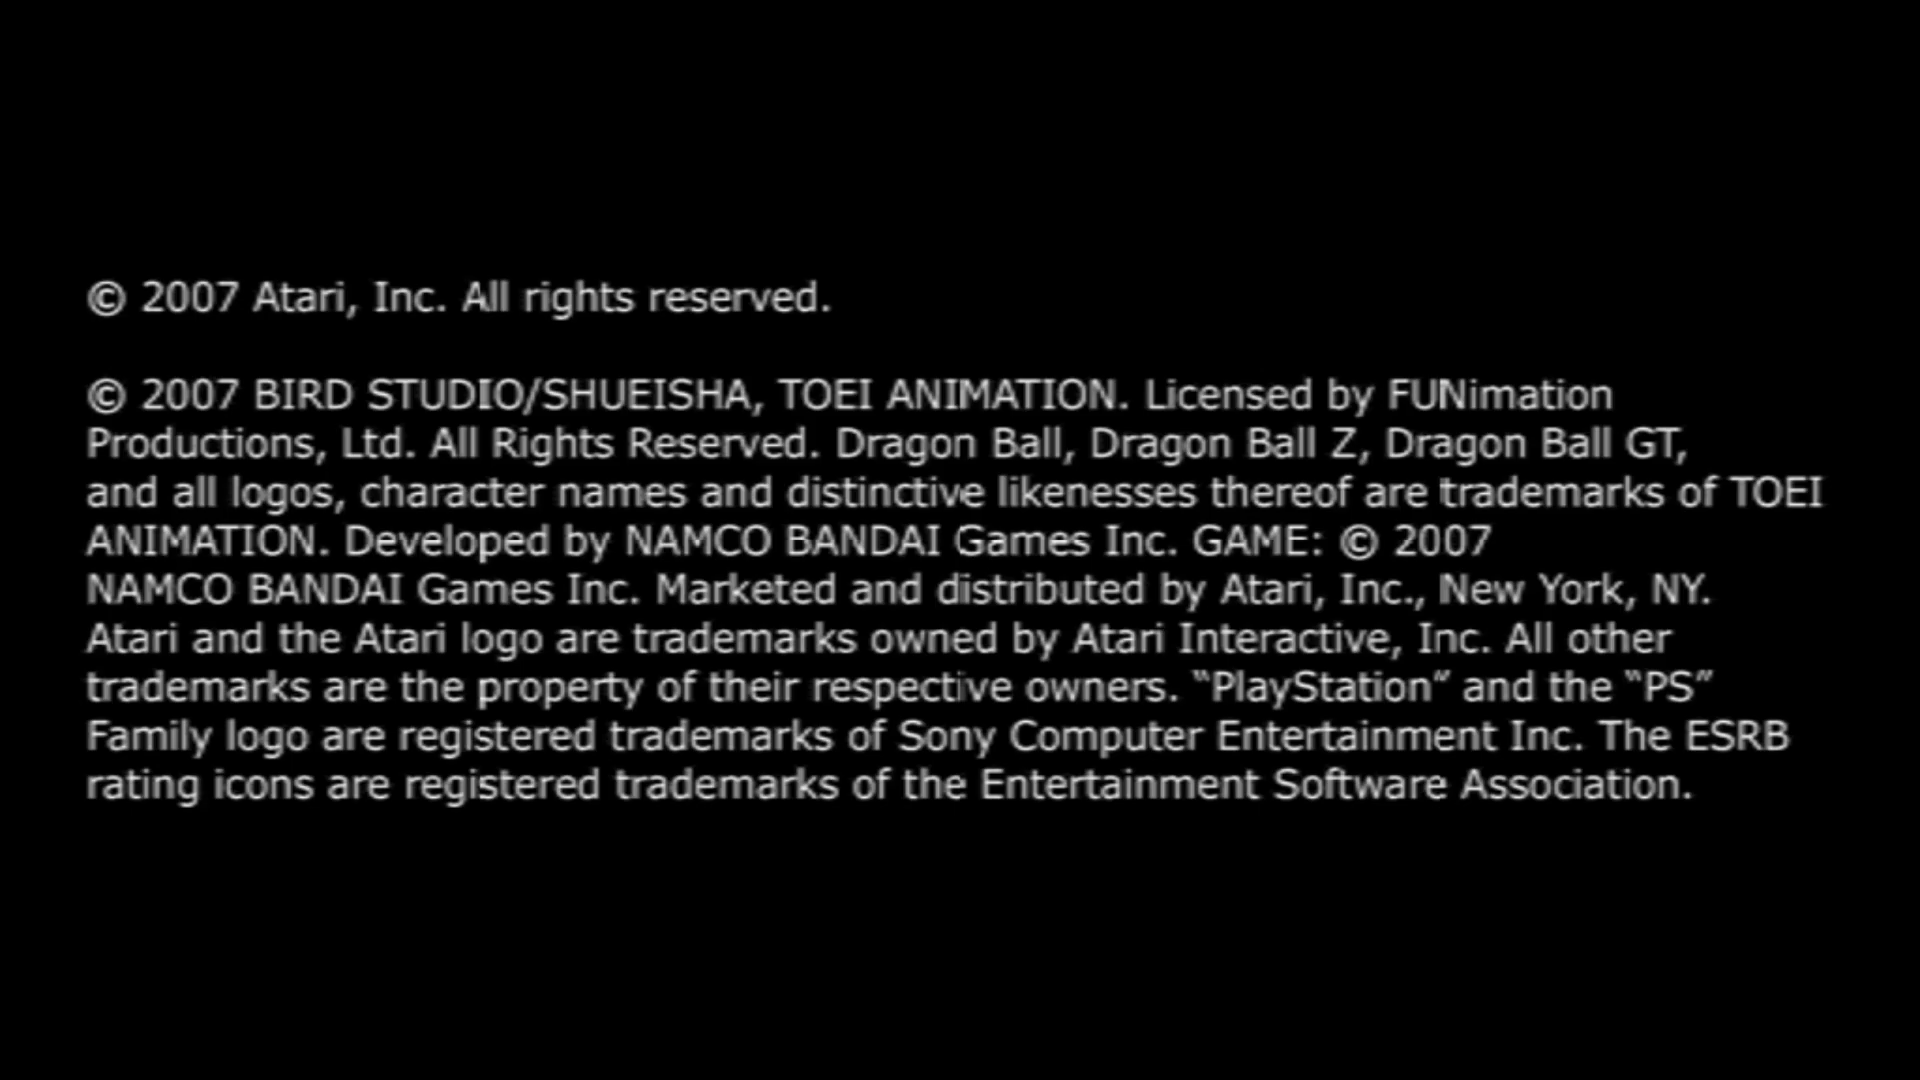 © 2007 Atari, Inc. All rights reserved.
© 2007 BIRD STUDIO/SHUEISHA, TOEI ANIMATION. Licensed by FUNimation
Productions, Ltd. All Rights Reserved. Dragon Ball, Dragon Ball Z, Dragon Ball GT,
and all logos, character names and distinctive likenesses thereof are trademarks of TOEI
ANIMATION. Developed by NAMCO BANDAI Games Inc. GAME: © 2007
NAMCO BANDAI Games Inc. Marketed and distributed by Atari, Inc., New York, NY.
Atari and the Atari logo are trademarks owned by Atari Interactive, Inc. All other
trademarks are the property of their respective owners. “PlayStation” and the “PS”
Family logo are registered trademarks of Sony Computer Entertainment Inc. The ESRB
rating icons are registered trademarks of the Entertainment Software Association.